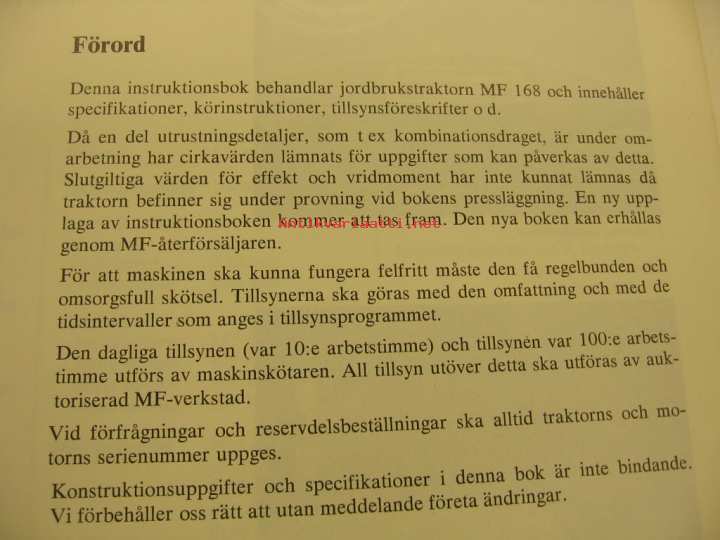 Förord
Denna instruktionsbok behandlar jordbrukstraktorn MF 168 och innehåller
specifikationer, körinstruktioner, tillsynsföreskrifter o d.
Då en del utrustningsdetaljer, som t ex kombinationsdraget, är under om-
arbetning har cirkavärden lämnats för uppgifter som kan påverkas av detta.
Slutgiltiga värden för effekt och vridmoment har inte kunnat lämnas då
traktorn befinner sig under provning vid bokens pressläggning. En ny upp-
laga av instruktionsboken kommer att tas fram. Den nya boken kan erhållas
genom MF-återförsäljaren.
För att maskinen ska kunna fungera felfritt måste den få regelbunden och
omsorgsfull skötsel. Tillsynerna ska göras med den omfattning och med de
tidsintervaller som anges i tillsynsprogrammet.
Den dagliga tillsynen (var 10:e arbetstimme) och tillsynen var 100:e arbets-
timme utförs av maskinskötaren. All tillsyn utöver detta ska utföras av auk-
toriserad MF-verkstad.
Vid förfrågningar och reservdelsbeställningar ska alltid traktorns och mo-
torns serienummer uppges.
Konstruktionsuppgifter och specifikationer i denna bok är inte bindande.
Vi förbehåller oss rätt att utan meddelande företa ändringar.